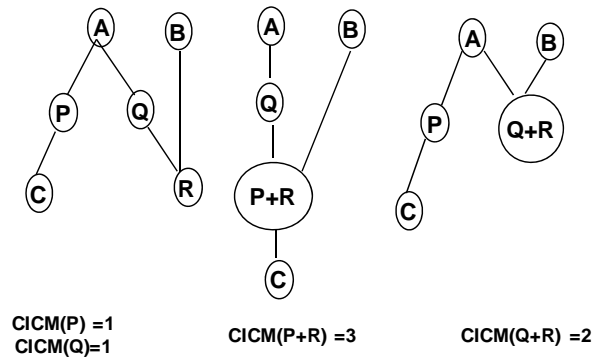 A
B
P
Q
C
R
A
B
Q
P+R
C
A
B
P
Q+R
C
CICM(P) =1
CICM(Q)=1
CICM(P+R) =3
CICM(Q+R) =2